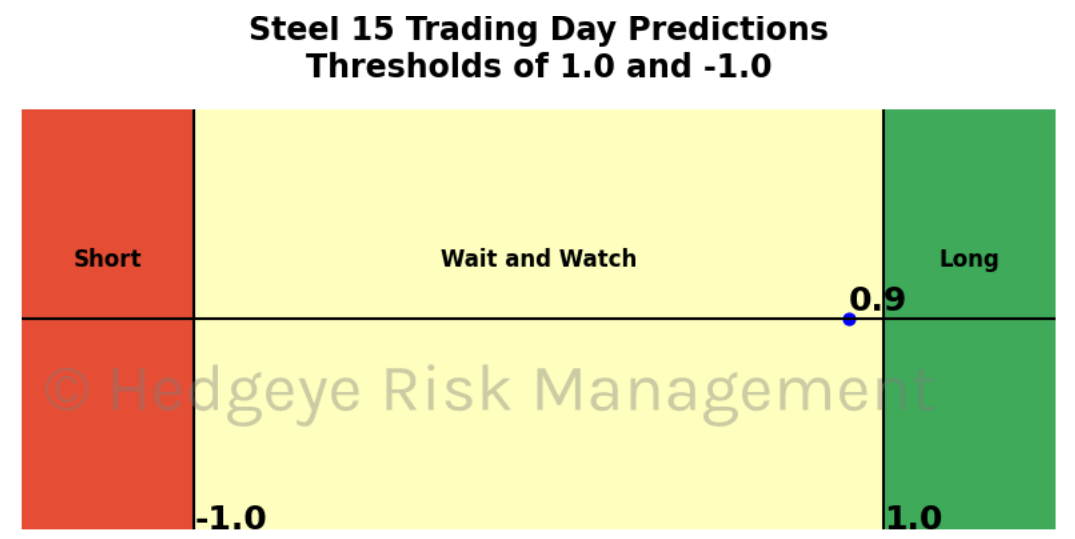 Steel 15 Trading Day Predictions
Thresholds of 1.0 and -1.0
Short
Wait and Watch
Long
0.9
© Hedgeye Risk Management
-1.0
1.0